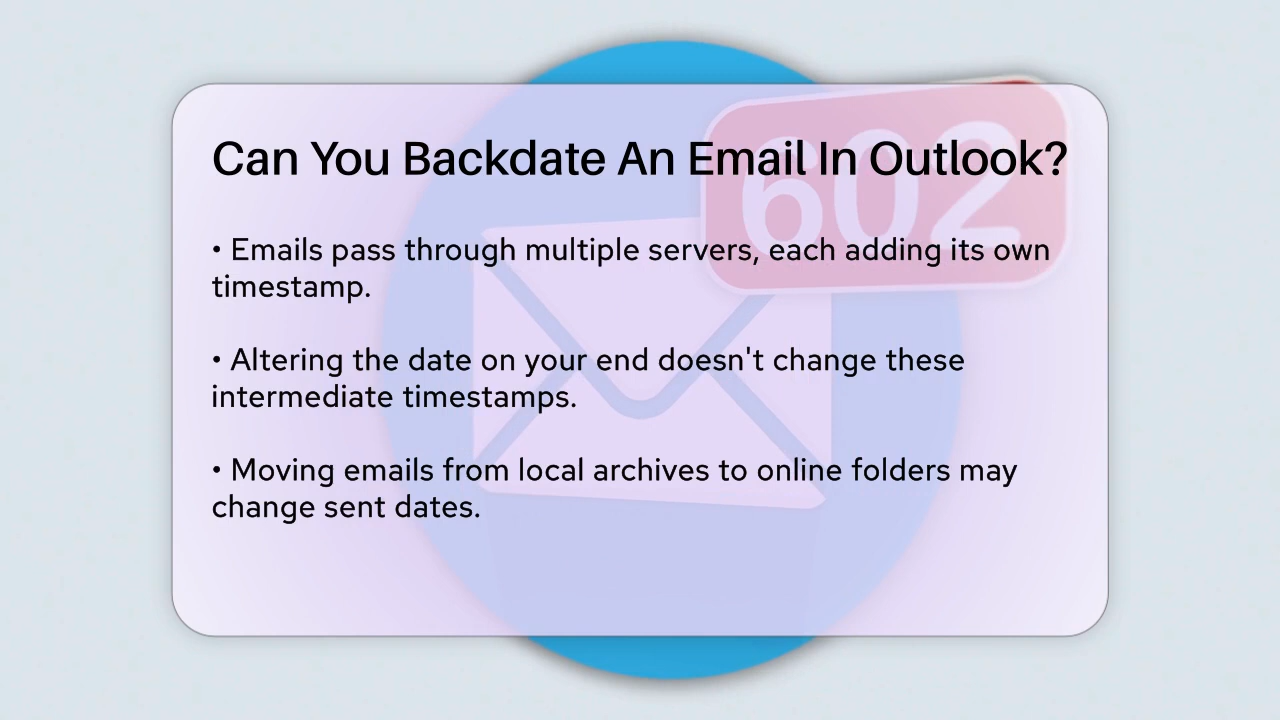 Can You Backdate An Email In Outlook?
602
• Emails pass through multiple servers, each adding its own
timestamp.
• Altering the date on your end doesn't change these
intermediate timestamps.
• Moving emails from local archives to online folders may
change sent dates.